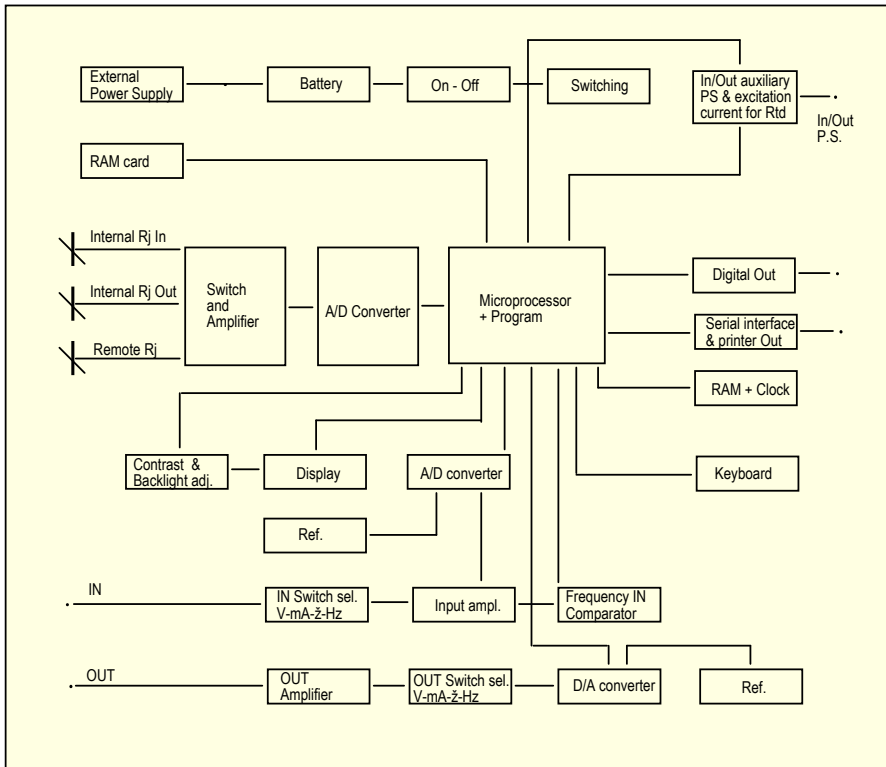 External
Power Supply
Battery
On - Off
Switching
In/Out auxiliary
PS & excitation
current for Rtd
In/Out
P.S.
RAM card
Internal Rj In
Internal Rj Out
Remote Rj
Switch
and
Amplifier
A/D Converter
Microprocessor
+ Program
Digital Out
Serial interface
& printer Out
RAM + Clock
Contrast &
Backlight adj.
Display
A/D converter
Keyboard
Ref.
IN
IN Switch sel.
V-mA-ž-Hz
Input ampl.
Frequency IN
Comparator
OUT
OUT
Amplifier
OUT Switch sel.
V-mA-ž-Hz
D/A converter
Ref.